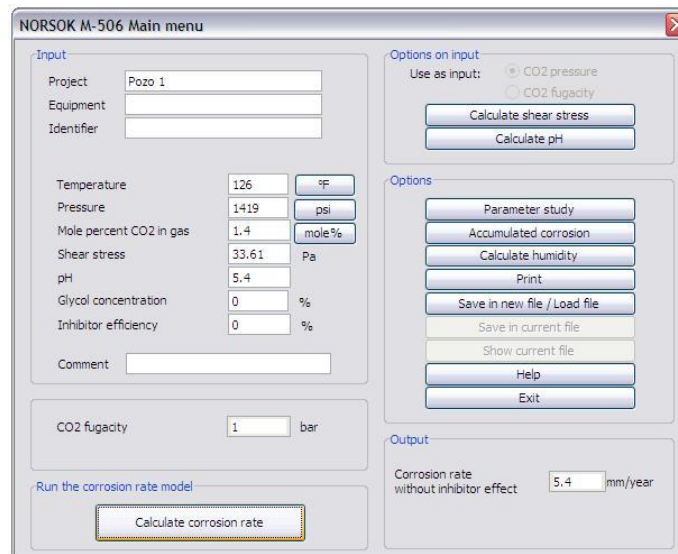 NORSOK M-506 Main menu
Input
Project Pozo 1
Equipment
Identifier
Temperature 126 ºF
Pressure 1419 psi
Mole percent CO2 in gas 1.4 mole%
Shear stress 33.61 Pa
pH 5.4
Glycol concentration 0 %
Inhibitor efficiency 0 %
Comment
CO2 fugacity 1 bar
Run the corrosion rate model
Calculate corrosion rate
Options on input
Use as input: CO2 pressure
CO2 fugacity
Calculate shear stress
Calculate pH
Options
Parameter study
Accumulated corrosion
Calculate humidity
Print
Save in new file / Load file
Save in current file
Show current file
Help
Exit
Output
Corrosion rate
without inhibitor effect 5.4 mm/year